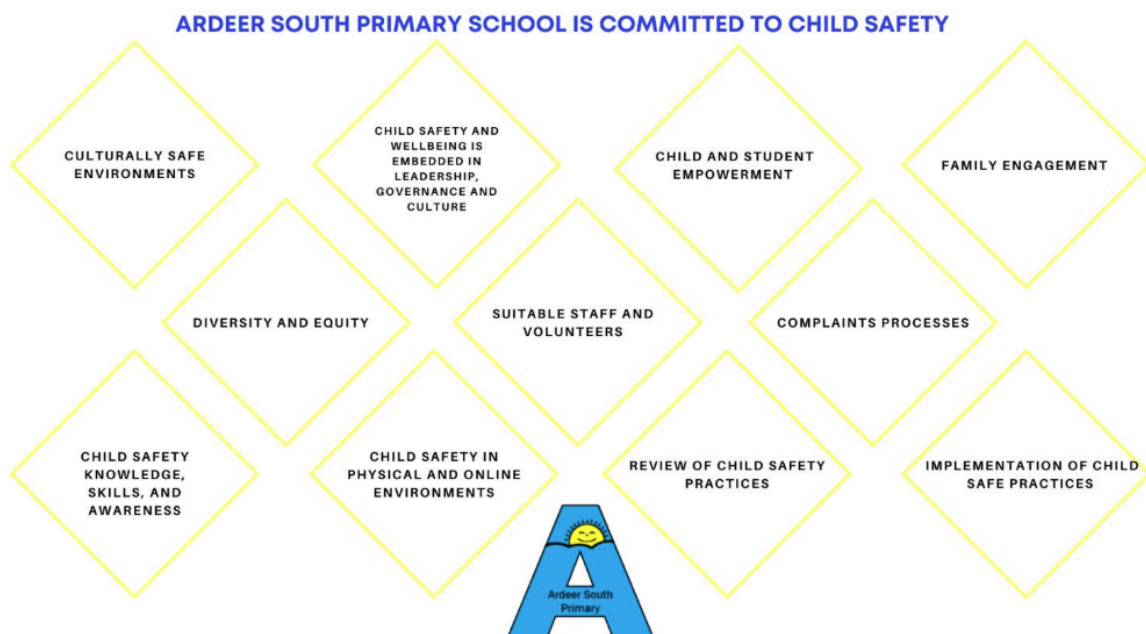 ARDEER SOUTH PRIMARY SCHOOL IS COMMITTED TO CHILD SAFETY
CULTURALLY SAFE
ENVIRONMENTS
CHILD SAFETY AND
WELLBEING IS
EMBEDDED IN
LEADERSHIP,
GOVERNANCE AND
CULTURE
CHILD AND STUDENT
EMPOWERMENT
FAMILY ENGAGEMENT
DIVERSITY AND EQUITY
SUITABLE STAFF AND
VOLUNTEERS
COMPLAINTS PROCESSES
CHILD SAFETY
KNOWLEDGE,
SKILLS, AND
AWARENESS
CHILD SAFETY IN
PHYSICAL AND ONLINE
ENVIRONMENTS
REVIEW OF CHILD SAFETY
PRACTICES
IMPLEMENTATION OF CHILD
SAFE PRACTICES
Ardeer South
Primary